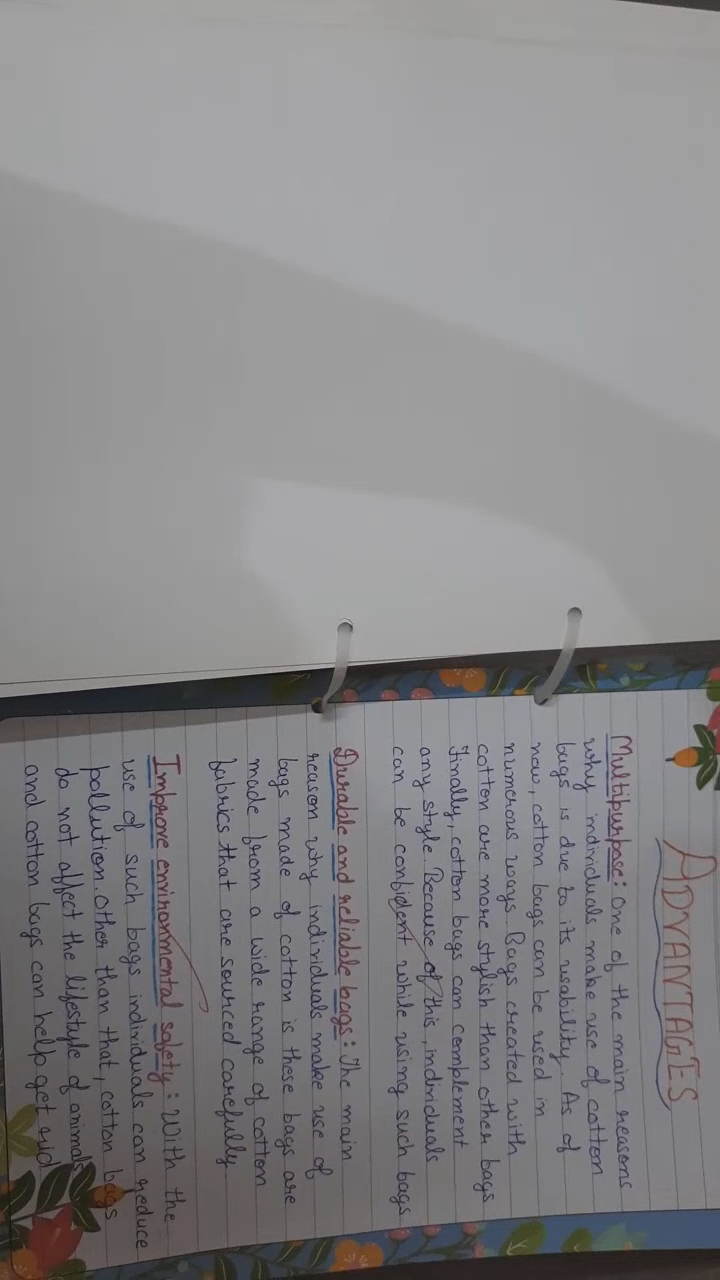 ADVANTAGES
Multipurpose: One of the main reasons
why individuals make use of cotton
bags is due to its usability. As of
now, cotton bags can be used in
numerous ways. Bags created with
cotton are more stylish than other bags
Finally, cotton bags can complement
any style. Because of this, individuals
can be confident while using such bags
Durable and reliable bags: The main
reason why individuals make use of
bags made of cotton is these bags are
made from a wide range of cotton
fabrics that are sourced carefully.
Improve environmental safety: With the
use of such bags individuals can reduce
pollution. Other than that, cotton bags
do not affect the lifestyle of animals
and cotton bags can help get rid